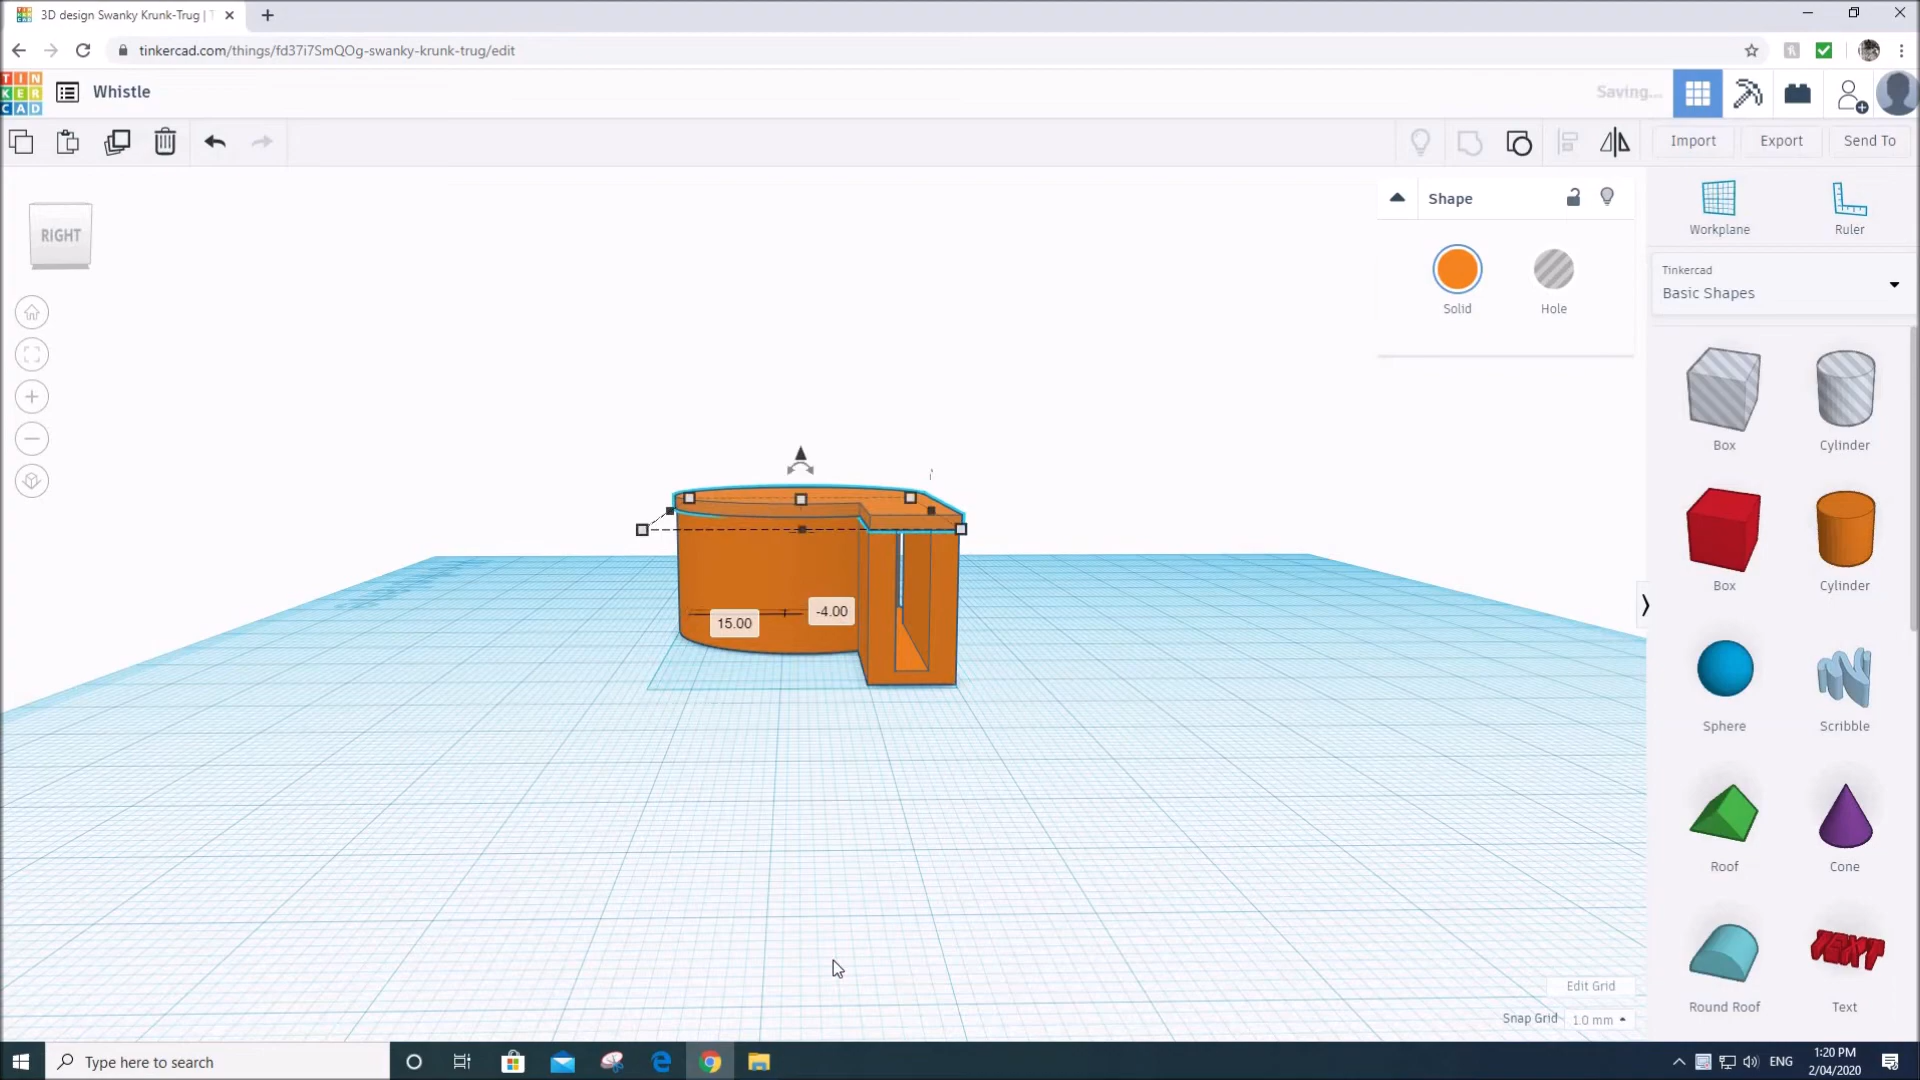 3D design Swanky Krunk-Trug | T
tinkercad.com/things/fd37i7SmQOg-swanky-krunk-trug/edit
TIN
KER
CAD
Whistle
Saving...
Import
Export
Send To
RIGHT
Shape
Solid
Hole
Workplane
Ruler
Tinkercad
Basic Shapes
Box
Cylinder
Box
Cylinder
15.00
-4.00
Sphere
Scribble
Roof
Cone
TEXT
Round Roof
Text
Edit Grid
Snap Grid
1.0 mm
Type here to search
ENG
1:20 PM
2/04/2020